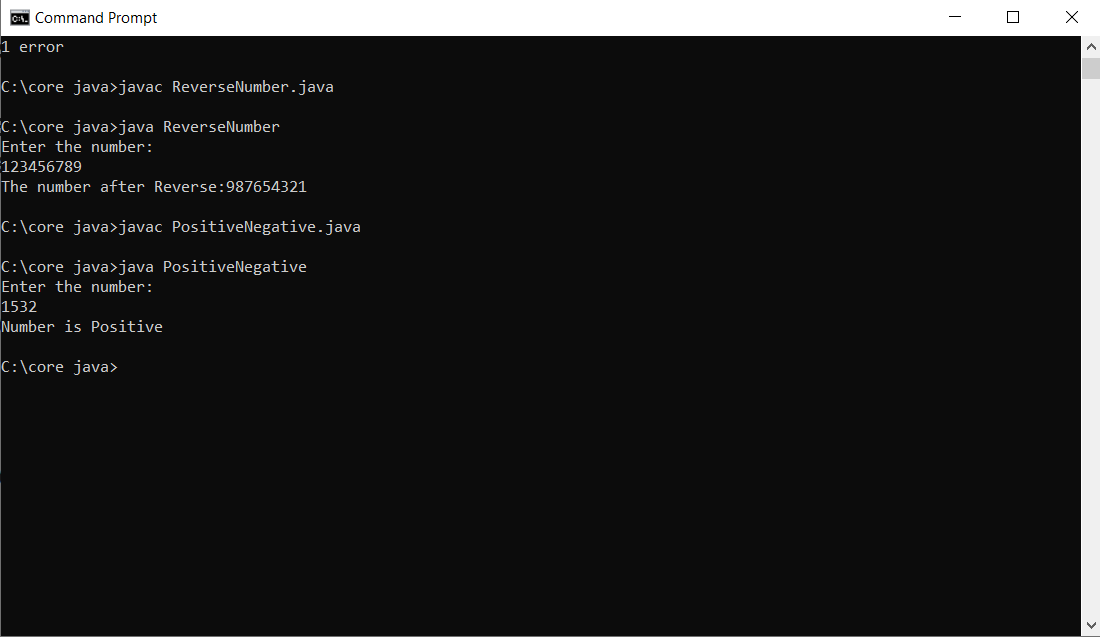 Command Prompt
1 error
C:\core java>javac ReverseNumber.java
C:\core java>java ReverseNumber
Enter the number:
123456789
The number after Reverse:987654321
C:\core java>javac PositiveNegative.java
C:\core java>java PositiveNegative
Enter the number:
1532
Number is Positive
C:\core java>